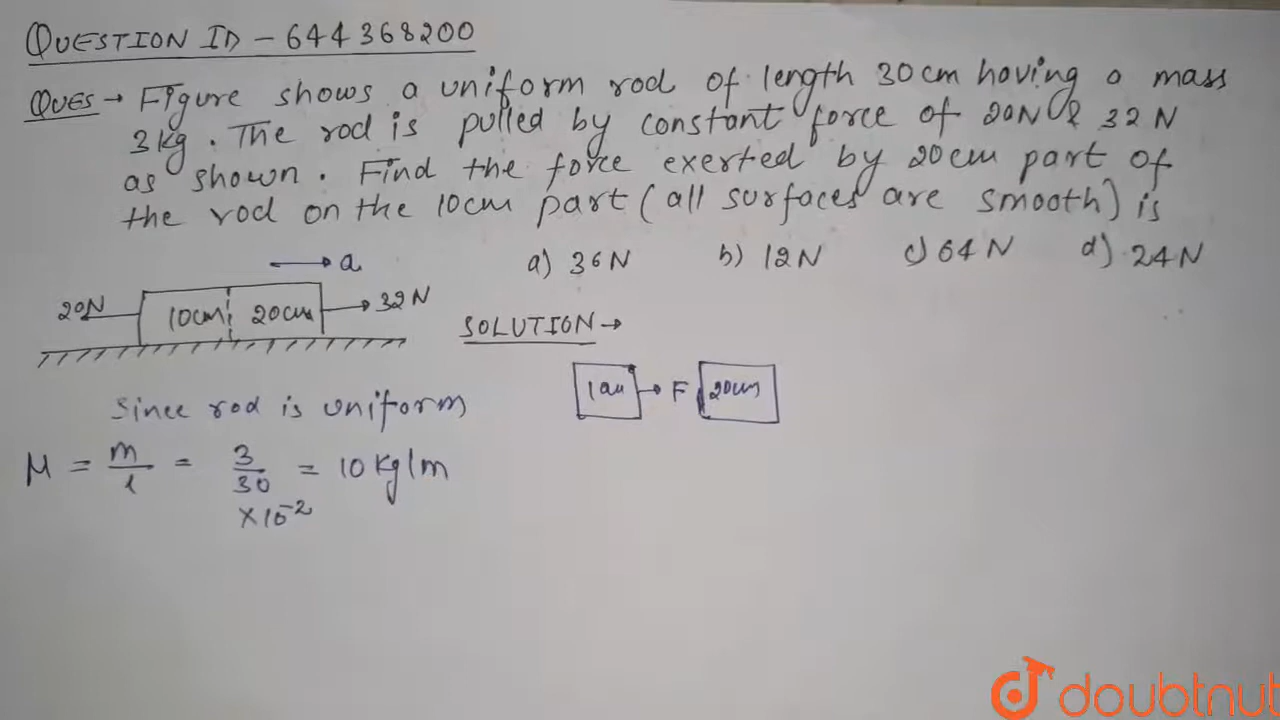 QUESTION ID - 644368200
QUES → Figure shows a uniform rod of length 30cm having a mass
3kg. The rod is pulled by constant force of 20N & 32N
as shown. Find the force exerted by 20cm part of
the rod on the 10cm part (all surfaces are smooth) is
a) 36N b) 12N c) 64N d) 24N
→ a
20N 10cm 20cm → 32N
SOLUTION →
→ F 20cm
Since rod is uniform
M = m/l = 3/30 × 10⁻² = 10 kg/m
doubtnut